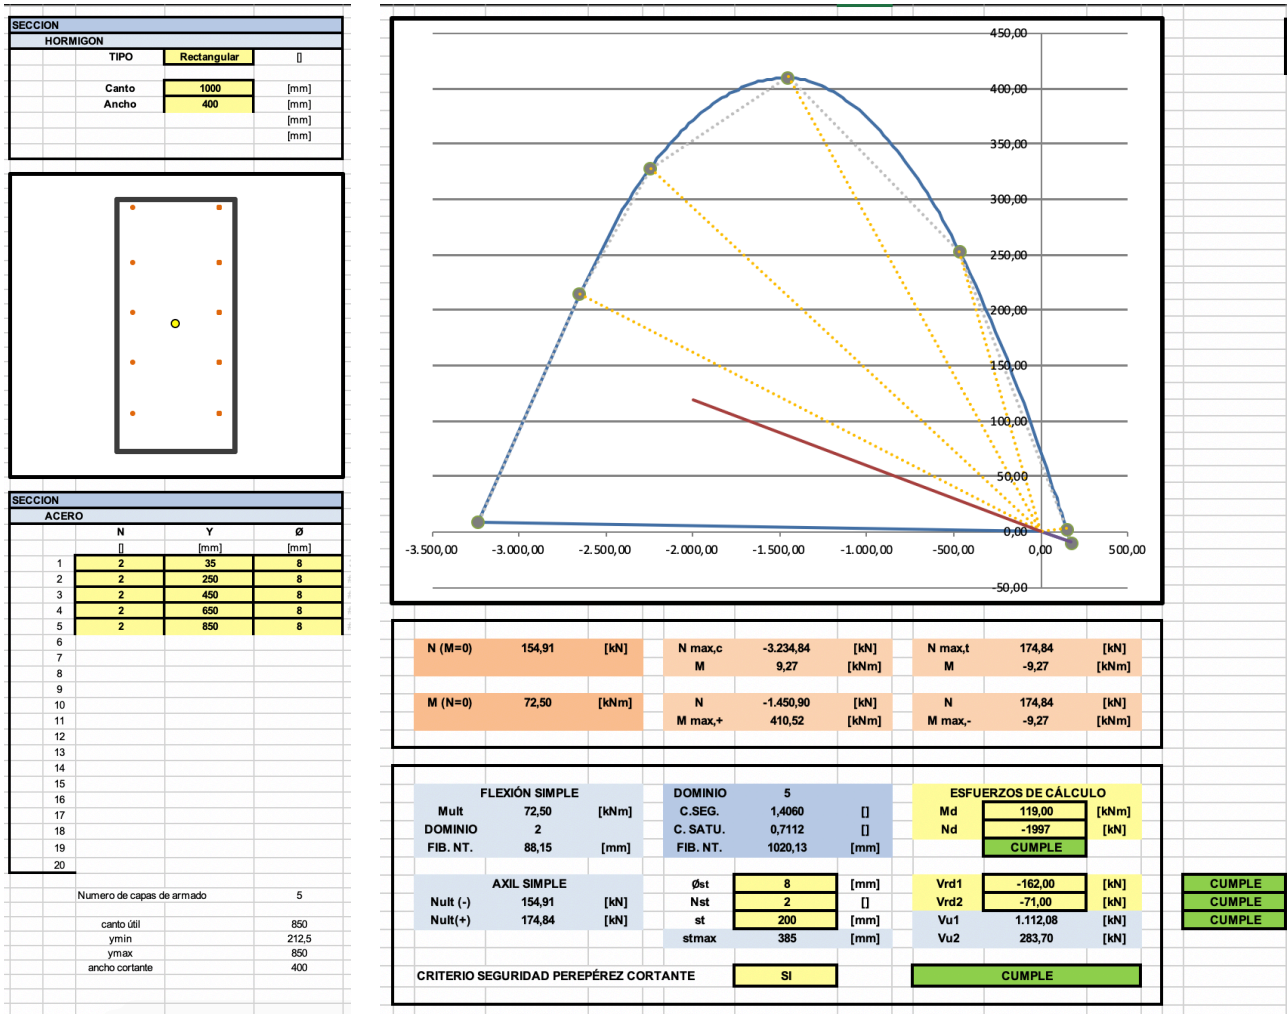 SECCION
HORMIGON
TIPO Rectangular []
Canto 1000 [mm]
Ancho 400 [mm]
[mm]
[mm]
SECCION
ACERO
N Y Ø
[] [mm] [mm]
1 2 35 8
2 2 250 8
3 2 450 8
4 2 650 8
5 2 850 8
6
7
8
9
10
11
12
13
14
15
16
17
18
19
20
Numero de capas de armado 5
canto útil 850
ymin 212,5
ymax 850
ancho cortante 400
450,00
400,00
350,00
300,00
250,00
200,00
150,00
100,00
50,00
0,00
-3.500,00 -3.000,00 -2.500,00 -2.000,00 -1.500,00 -1.000,00 -500,00 0,00 500,00
-50,00
N (M=0) 154,91 [kN] N max,c -3.234,84 [kN] N max,t 174,84 [kN]
M 9,27 [kNm] M -9,27 [kNm]
M (N=0) 72,50 [kNm] N -1.450,90 [kN] N 174,84 [kN]
M max,+ 410,52 [kNm] M max,- -9,27 [kNm]
FLEXIÓN SIMPLE DOMINIO 5 ESFUERZOS DE CÁLCULO
Mult 72,50 [kNm] C.SEG. 1,4060 [] Md 119,00 [kNm]
DOMINIO 2 C. SATU. 0,7112 [] Nd -1997 [kN]
FIB. NT. 88,15 [mm] FIB. NT. 1020,13 [mm] CUMPLE
AXIL SIMPLE Øst 8 [mm] Vrd1 -162,00 [kN] CUMPLE
Nult (-) 154,91 [kN] Nst 2 [] Vrd2 -71,00 [kN] CUMPLE
Nult(+) 174,84 [kN] st 200 [mm] Vu1 1.112,08 [kN] CUMPLE
stmax 385 [mm] Vu2 283,70 [kN]
CRITERIO SEGURIDAD PEREPÉREZ CORTANTE SI CUMPLE